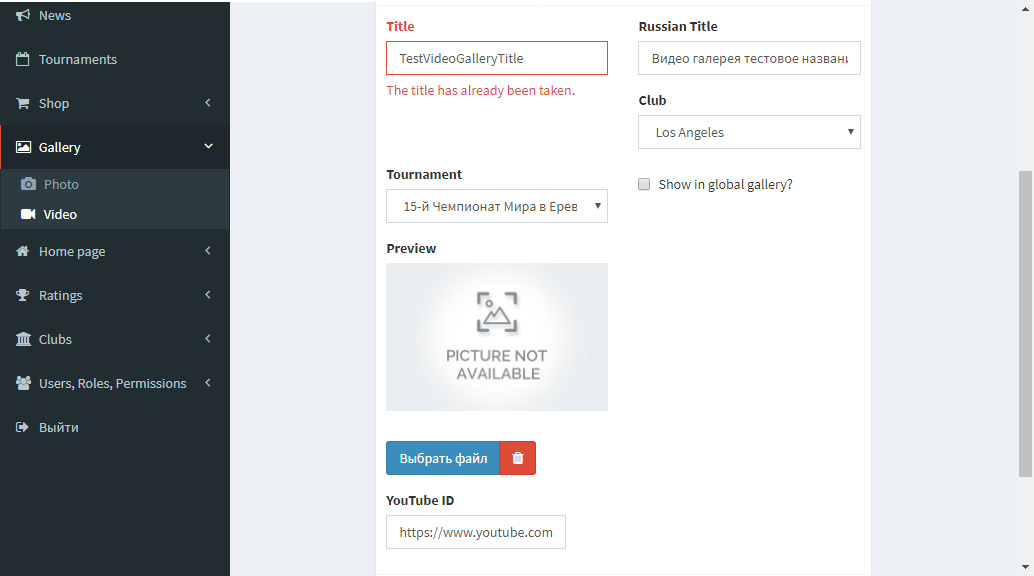 News
Tournaments
Shop
Gallery
Photo
Video
Home page
Ratings
Clubs
Users, Roles, Permissions
Выйти
Title
TestVideoGalleryTitle
The title has already been taken.
Russian Title
Видео галерея тестовое названи
Club
Los Angeles
Tournament
15-й Чемпионат Мира в Ерев
Show in global gallery?
Preview
PICTURE NOT
AVAILABLE
Выбрать файл
YouTube ID
https://www.youtube.com